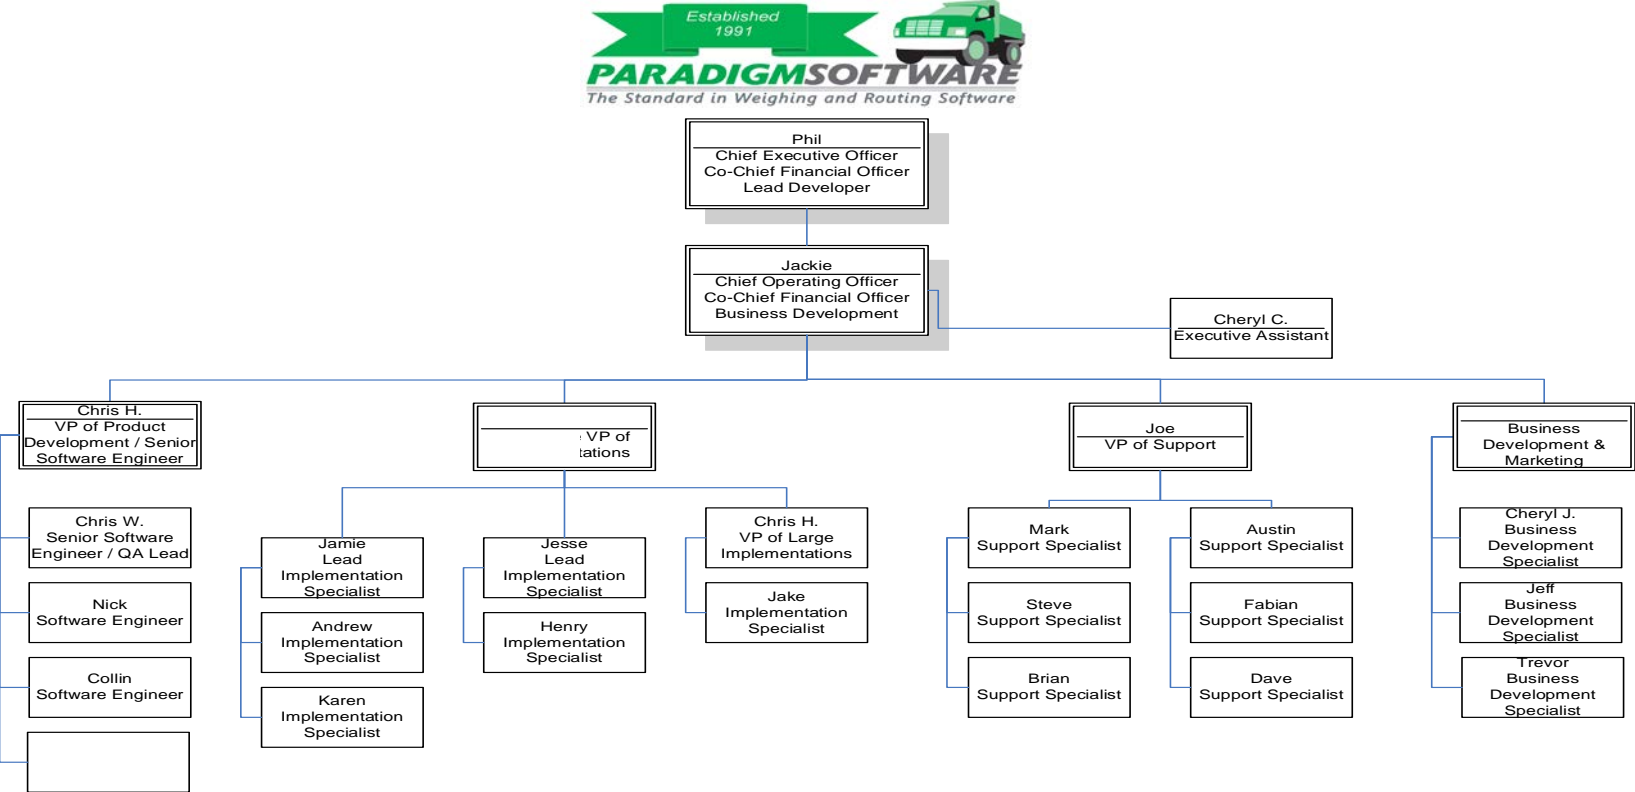 Established
1991
PARADIGMSOFTWARE
The Standard in Weighing and Routing Software
Phil
Chief Executive Officer
Co-Chief Financial Officer
Lead Developer
Jackie
Chief Operating Officer
Co-Chief Financial Officer
Business Development
Cheryl C.
Executive Assistant
Chris H.
VP of Product
Development / Senior
Software Engineer
VP of
Joe
VP of Support
Business
Development &
Marketing
Chris W.
Senior Software
Engineer / QA Lead
Nick
Software Engineer
Collin
Software Engineer
Jamie
Lead
Implementation
Specialist
Andrew
Implementation
Specialist
Karen
Implementation
Specialist
Jesse
Lead
Implementation
Specialist
Henry
Implementation
Specialist
Chris H.
VP of Large
Implementations
Jake
Implementation
Specialist
Mark
Support Specialist
Steve
Support Specialist
Brian
Support Specialist
Austin
Support Specialist
Fabian
Support Specialist
Dave
Support Specialist
Cheryl J.
Business
Development
Specialist
Jeff
Business
Development
Specialist
Trevor
Business
Development
Specialist